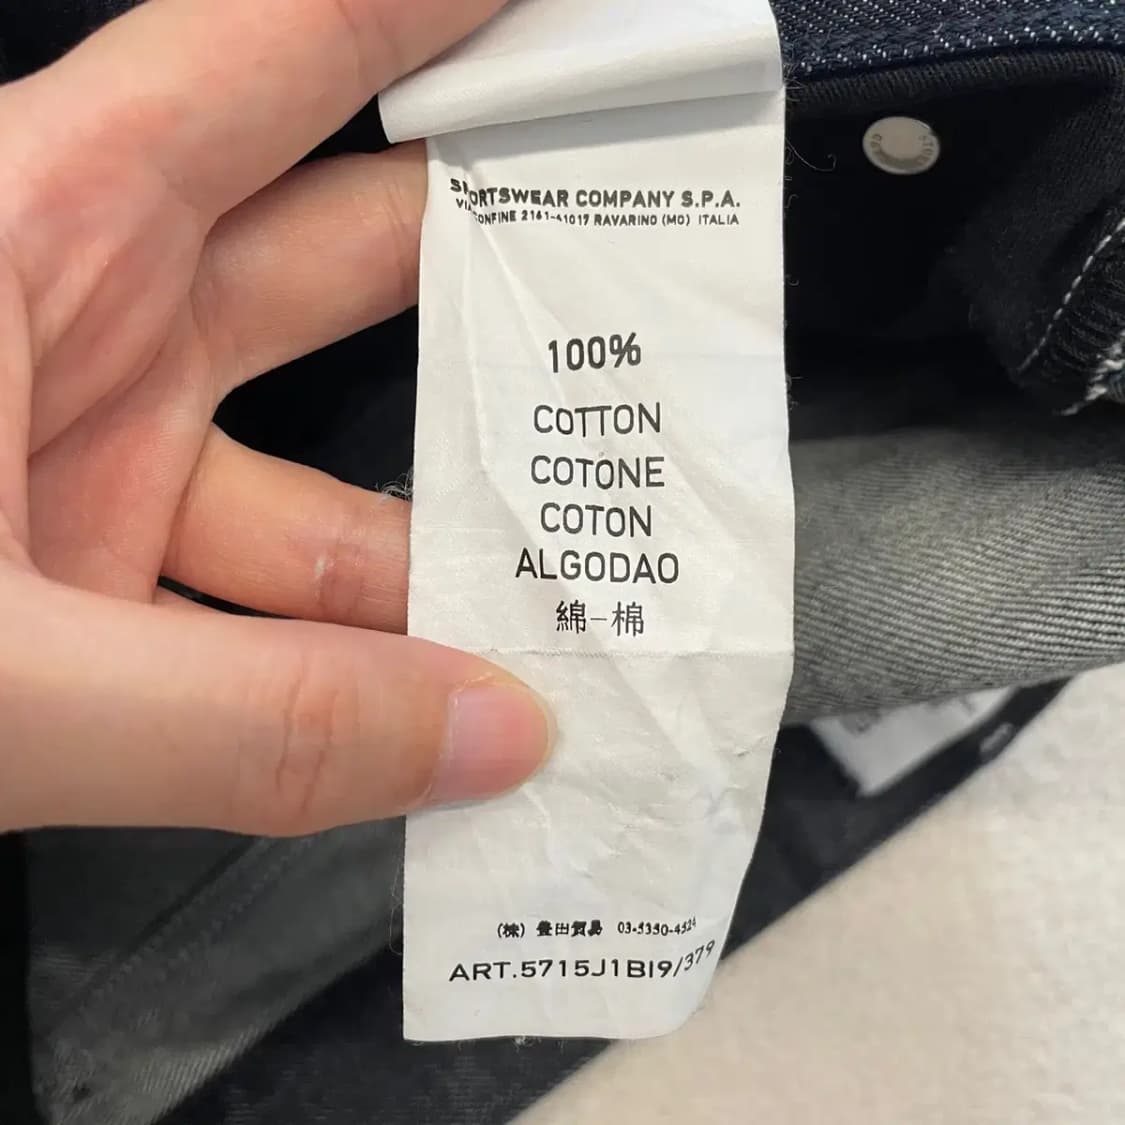 SPORTSWEAR COMPANY S.P.A.
VIA CONFINE 2161-41017 RAVARINO (MO) ITALIA
100%
COTTON
COTONE
COTON
ALGODAO
綿-棉
(株) 豊田貿易 03-5350-4524
ART.5715J1BI9/379